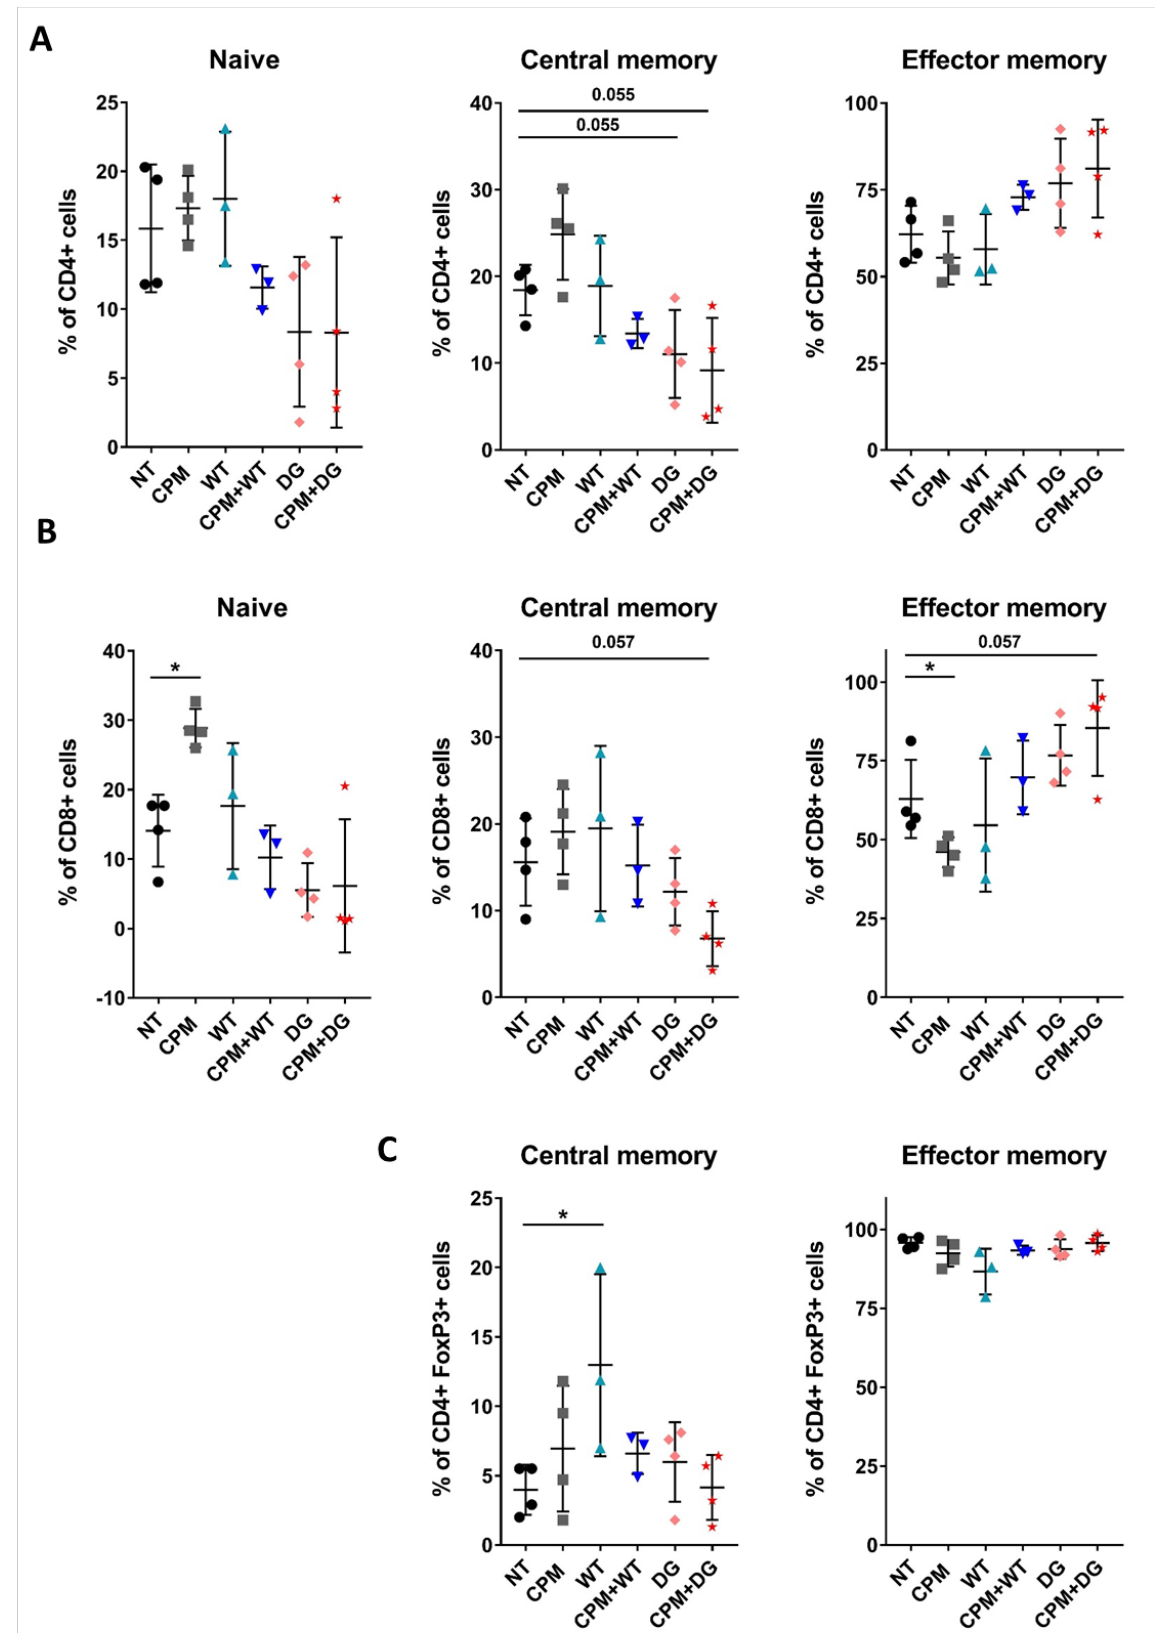 A
Naive
Central memory
Effector memory
% of CD4+ cells
25
20
15
10
5
0
NT
CPM
WT
CPM+WT
DG
CPM+DG
0.055
0.055
% of CD4+ cells
40
30
20
10
0
NT
CPM
WT
CPM+WT
DG
CPM+DG
% of CD4+ cells
100
75
50
25
0
NT
CPM
WT
CPM+WT
DG
CPM+DG
B
Naive
Central memory
Effector memory
*
% of CD8+ cells
40
30
20
10
0
-10
NT
CPM
WT
CPM+WT
DG
CPM+DG
0.057
% of CD8+ cells
40
30
20
10
0
NT
CPM
WT
CPM+WT
DG
CPM+DG
0.057
*
% of CD8+ cells
100
75
50
25
0
NT
CPM
WT
CPM+WT
DG
CPM+DG
C
Central memory
Effector memory
*
% of CD4+ FoxP3+ cells
25
20
15
10
5
0
NT
CPM
WT
CPM+WT
DG
CPM+DG
% of CD4+ FoxP3+ cells
100
75
50
25
0
NT
CPM
WT
CPM+WT
DG
CPM+DG